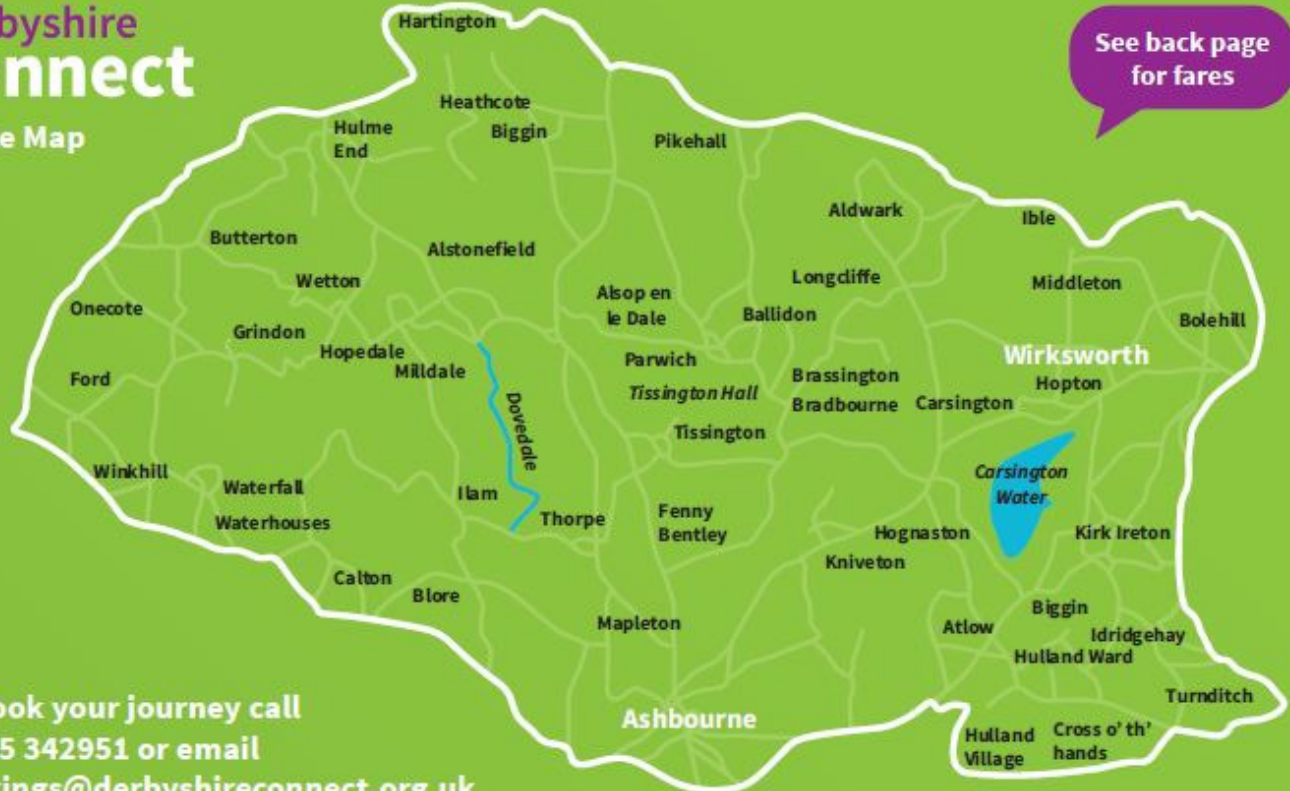 byshire
nnect
e Map
See back page
for fares
Hartington
Heathcote
Hulme
End
Biggin
Pikehall
Aldwark
Ible
Butterton
Alstonefield
Wetton
Longcliffe
Middleton
Alsop en
le Dale
Onecote
Ballidon
Bolehill
Grindon
Hopedale
Milldale
Parwich
Wirksworth
Ford
Tissington Hall
Brassington
Hopton
Bradbourne
Carsington
Dovedale
Tissington
Winkhill
Carsington
Water
Waterfall
Ilam
Waterhouses
Thorpe
Fenny
Bentley
Hognaston
Kirk Ireton
Kniveton
Calton
Blore
Biggin
Mapleton
Atlow
Idridgehay
Hulland Ward
Turnditch
Ashbourne
Hulland
Village
Cross o' th'
hands
ook your journey call
5 342951 or email
ings@derbyshireconnect.org.uk